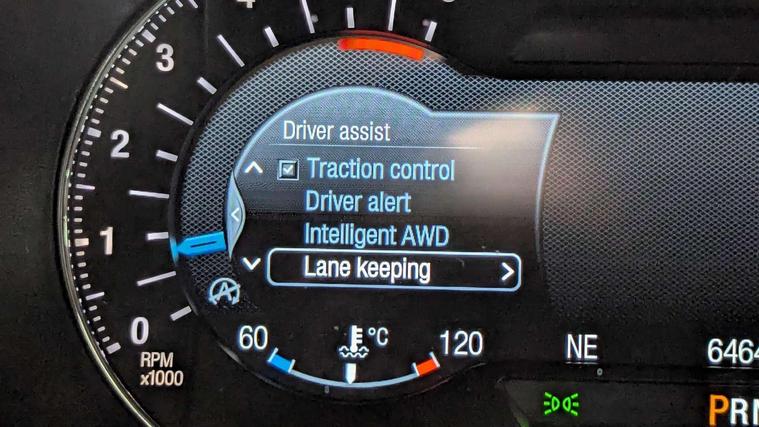 3
2
1
0
RPM
x1000
Driver assist
Traction control
Driver alert
Intelligent AWD
Lane keeping
60 °C 120
NE
PRN